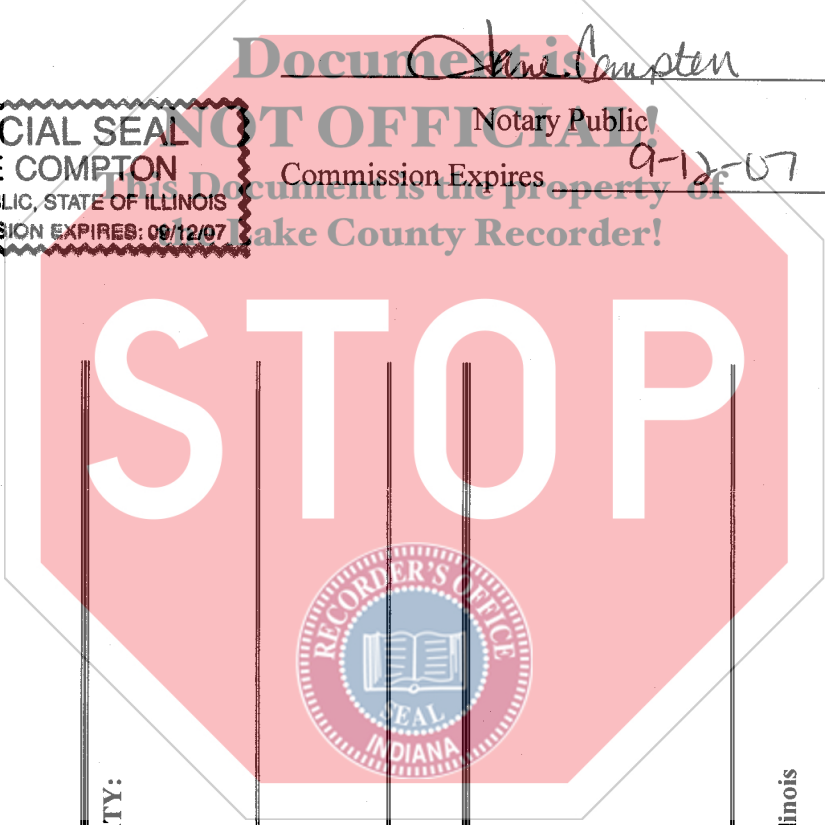 Document is
Jane Compton
NOT OFFICIAL!
Notary Public
CIAL SEAL
E COMPTON
LIC, STATE OF ILLINOIS
SION EXPIRES: 09/12/07
Commission Expires 9-12-07
This Document is the property of
the Lake County Recorder!
STOP
RECORDER'S OFFICE
SEAL
INDIANA
TY:
inois